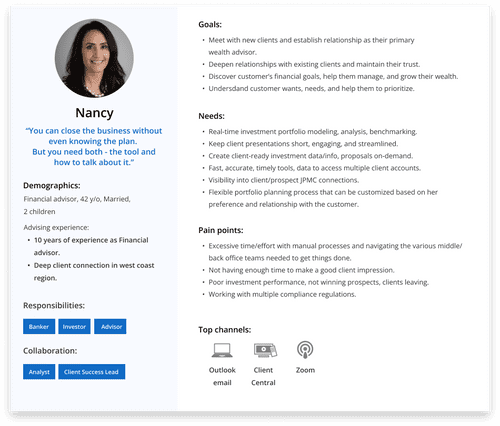 Nancy
“You can close the business without
even knowing the plan.
But you need both - the tool and
how to talk about it.”
Demographics:
Financial advisor, 42 y/o, Married,
2 children
Advising experience:
• 10 years of experience as Financial
advisor.
• Deep client connection in west coast
region.
Responsibilities:
Banker Investor Advisor
Collaboration:
Analyst Client Success Lead
Goals:
• Meet with new clients and establish relationship as their primary
wealth advisor.
• Deepen relationships with existing clients and maintain their trust.
• Discover customer’s financial goals, help them manage, and grow their wealth.
• Undersdand customer wants, needs, and help them to prioritize.
Needs:
• Real-time investment portfolio modeling, analysis, benchmarking.
• Keep client presentations short, engaging, and streamlined.
• Create client-ready investment data/info, proposals on-demand.
• Fast, accurate, timely tools, data to access multiple client accounts.
• Visibility into client/prospect JPMC connections.
• Flexible portfolio planning process that can be customized based on her
preference and relationship with the customer.
Pain points:
• Excessive time/effort with manual processes and navigating the various middle/
back office teams needed to get things done.
• Not having enough time to make a good client impression.
• Poor investment performance, not winning prospects, clients leaving.
• Working with multiple compliance regulations.
Top channels:
Outlook
email
Client
Central
Zoom